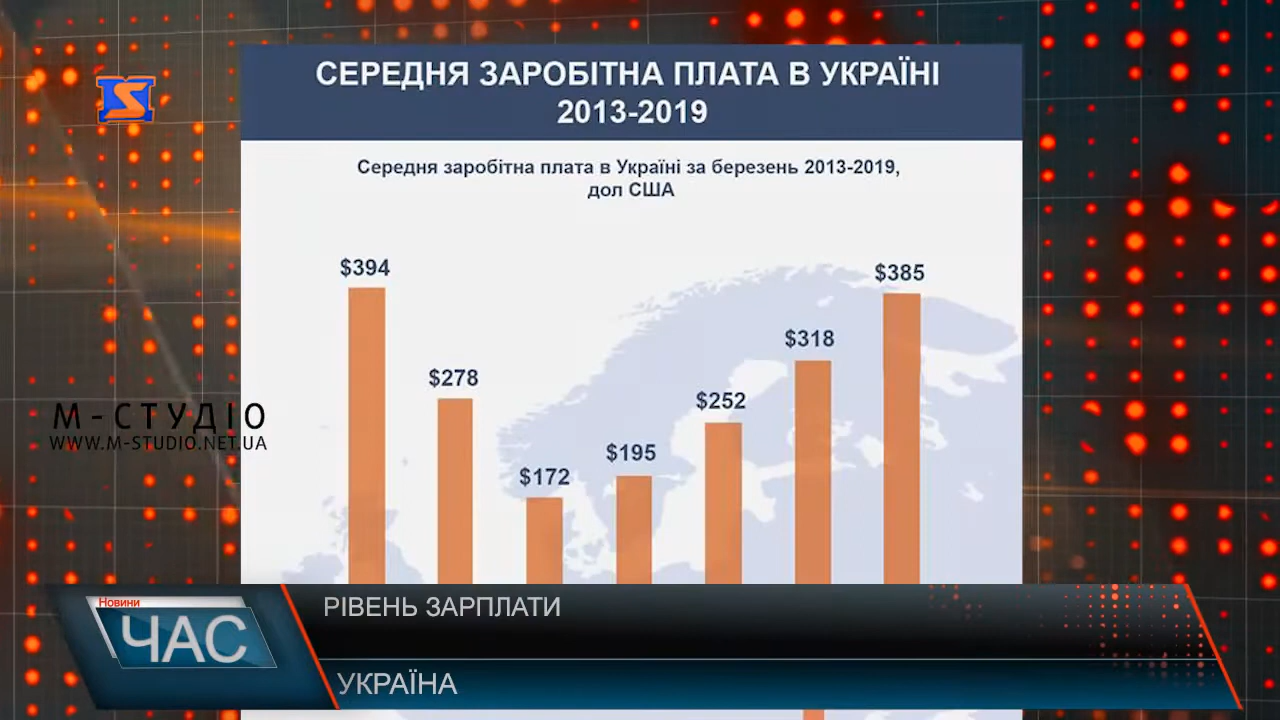 СЕРЕДНЯ ЗАРОБІТНА ПЛАТА В УКРАЇНІ
2013-2019
Середня заробітна плата в Україні за березень 2013-2019,
дол США
$394
$278
$172
$195
$252
$318
$385
М-СТУДІО
WWW.M-STUDIO.NET.UA
Новини
ЧАС
РІВЕНЬ ЗАРПЛАТИ
УКРАЇНА